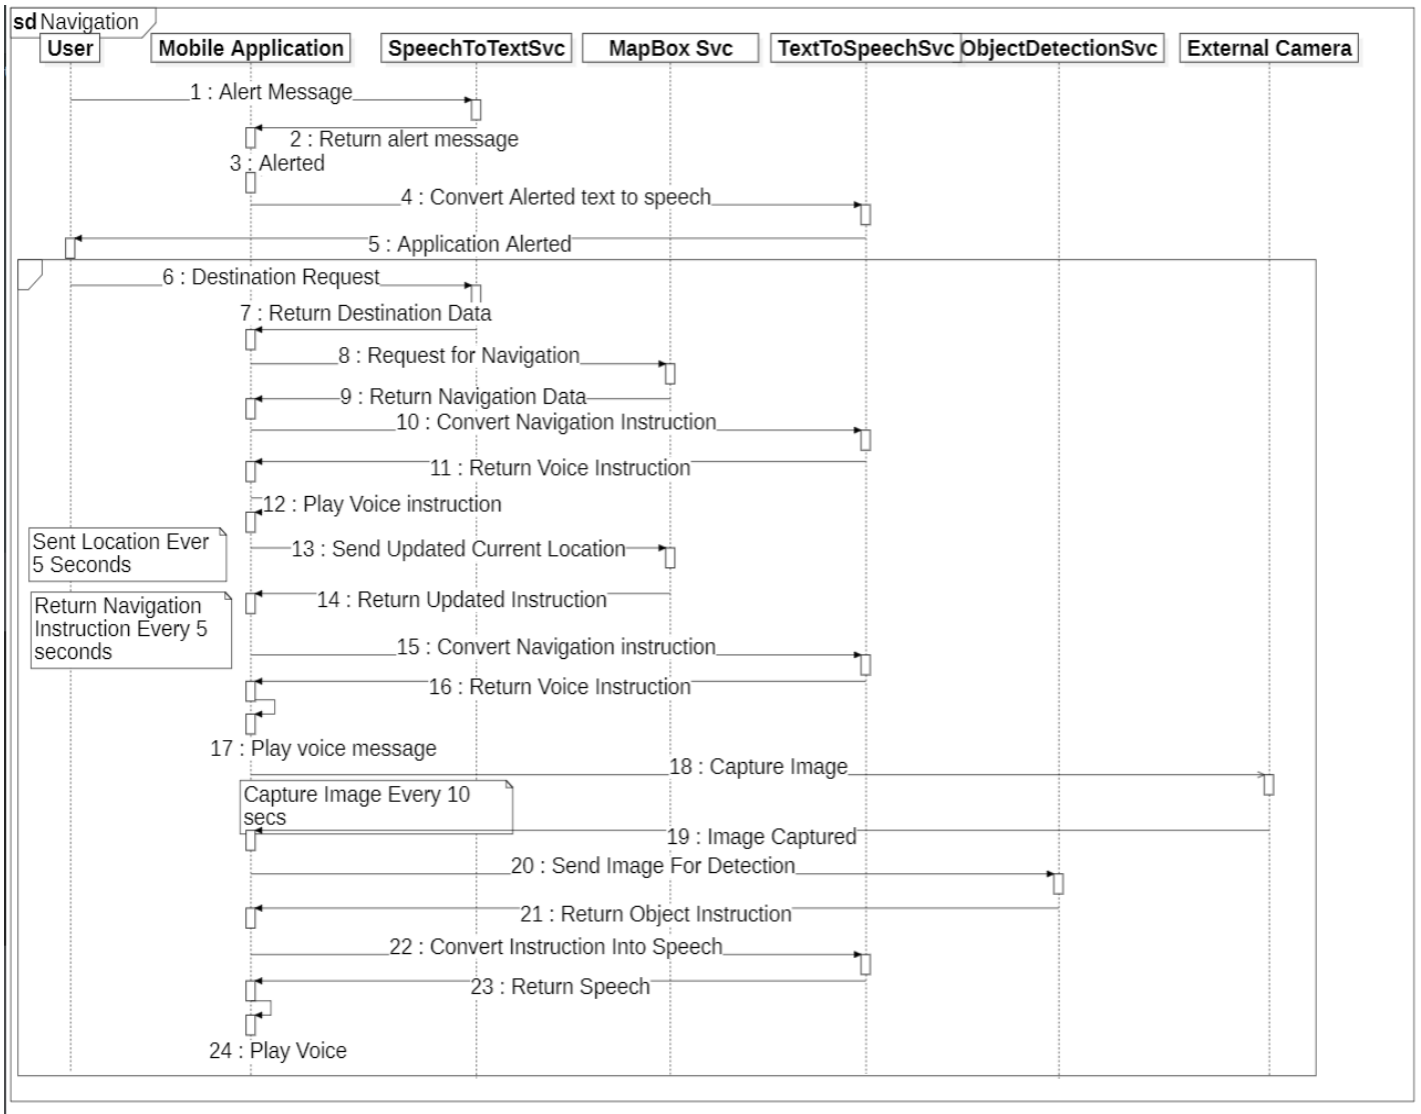 sd Navigation
User
Mobile Application
SpeechToTextSvc
MapBox Svc
TextToSpeechSvc
ObjectDetectionSvc
External Camera
1 : Alert Message
2 : Return alert message
3 : Alerted
4 : Convert Alerted text to speech
5 : Application Alerted
6 : Destination Request
7 : Return Destination Data
8 : Request for Navigation
9 : Return Navigation Data
10 : Convert Navigation Instruction
11 : Return Voice Instruction
12 : Play Voice instruction
Sent Location Ever
5 Seconds
13 : Send Updated Current Location
14 : Return Updated Instruction
Return Navigation
Instruction Every 5
seconds
15 : Convert Navigation instruction
16 : Return Voice Instruction
17 : Play voice message
18 : Capture Image
Capture Image Every 10
secs
19 : Image Captured
20 : Send Image For Detection
21 : Return Object Instruction
22 : Convert Instruction Into Speech
23 : Return Speech
24 : Play Voice